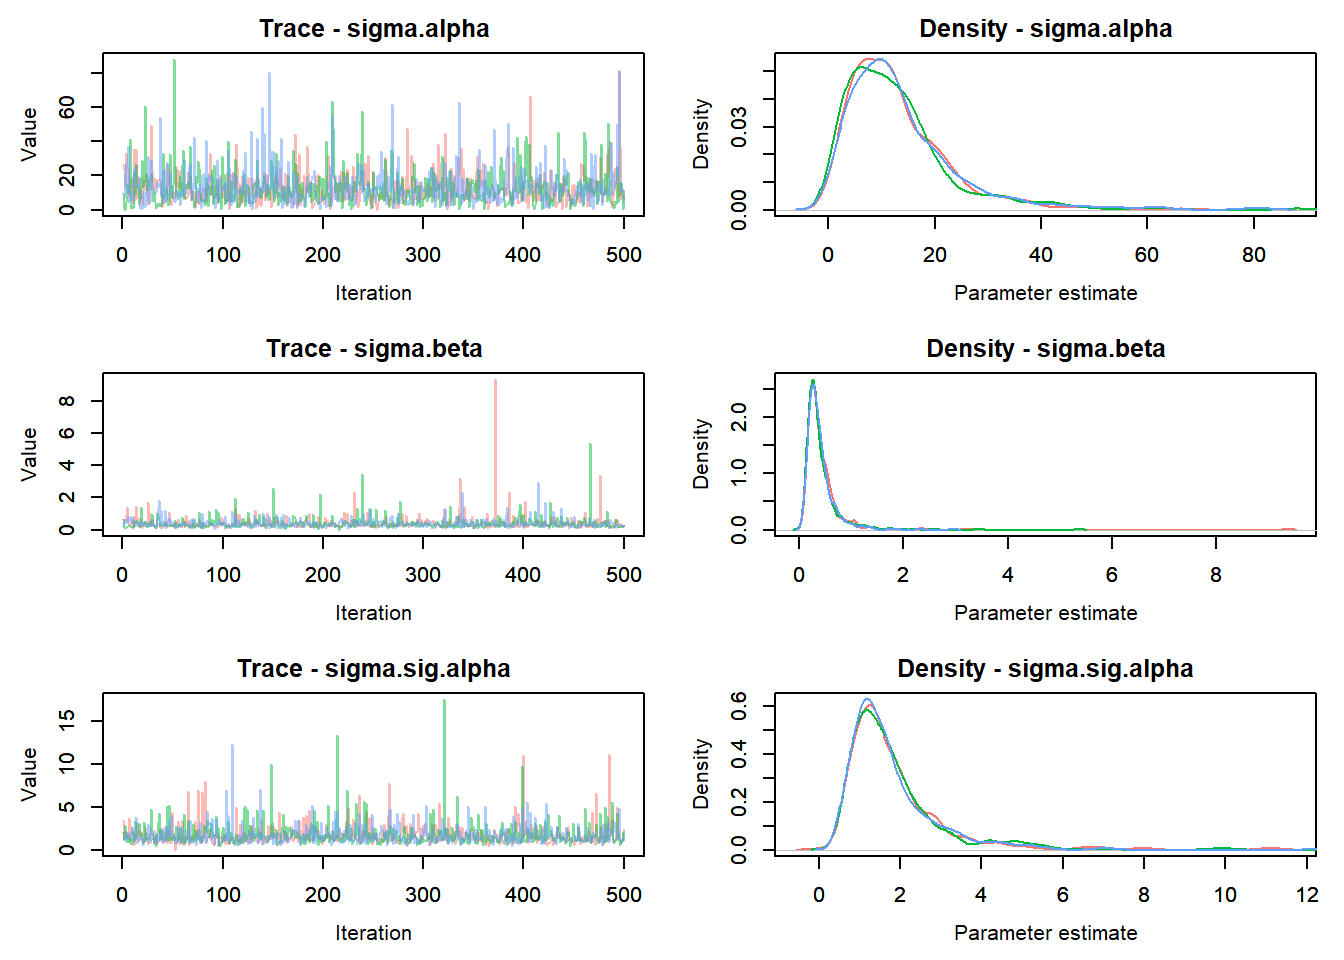 Trace - sigma.alpha
Value
0 20 60
0 100 200 300 400 500
Iteration
Density - sigma.alpha
Density
0.00 0.03
0 20 40 60 80
Parameter estimate
Trace - sigma.beta
Value
0 2 4 6 8
0 100 200 300 400 500
Iteration
Density - sigma.beta
Density
0.0 1.0 2.0
0 2 4 6 8
Parameter estimate
Trace - sigma.sig.alpha
Value
0 5 10 15
0 100 200 300 400 500
Iteration
Density - sigma.sig.alpha
Density
0.0 0.2 0.4 0.6
0 2 4 6 8 10 12
Parameter estimate